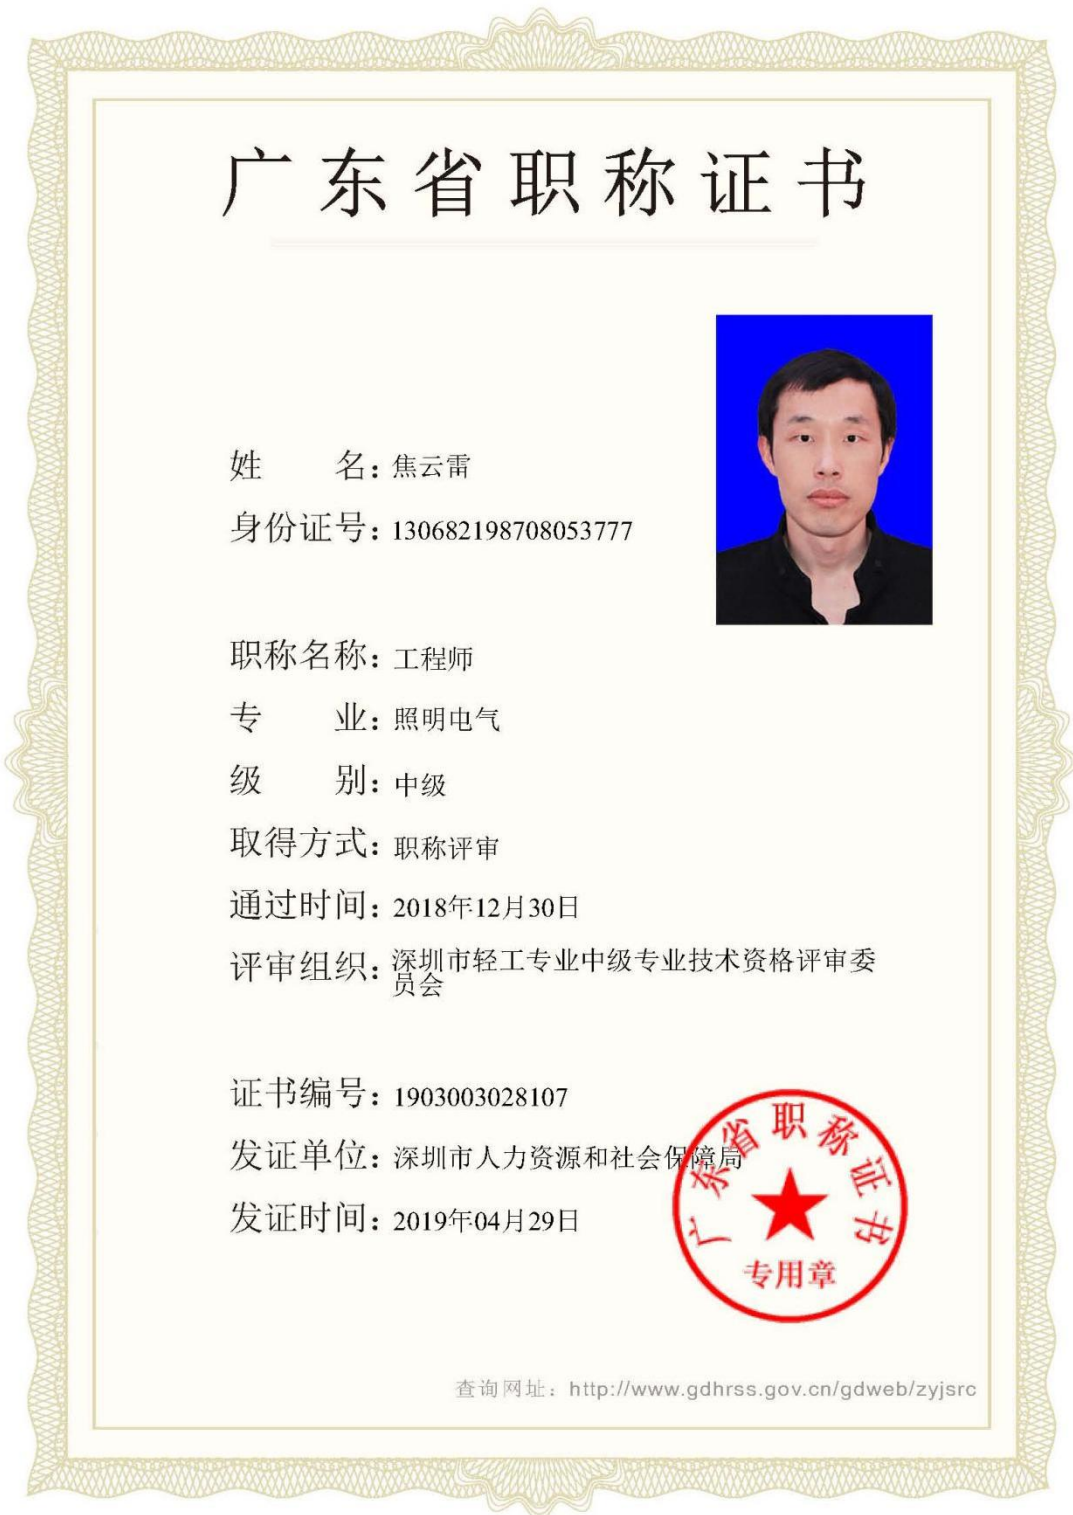 广东省职称证书
姓名：焦云雷
身份证号：130682198708053777
职称名称：工程师
专业：照明电气
级别：中级
取得方式：职称评审
通过时间：2018年12月30日
评审组织：深圳市轻工专业中级专业技术资格评审委
员会
证书编号：1903003028107
发证单位：深圳市人力资源和社会保障局
发证时间：2019年04月29日
广东省职称证书
专用章
查询网址：http://www.gdhrss.gov.cn/gdweb/zyjsrc